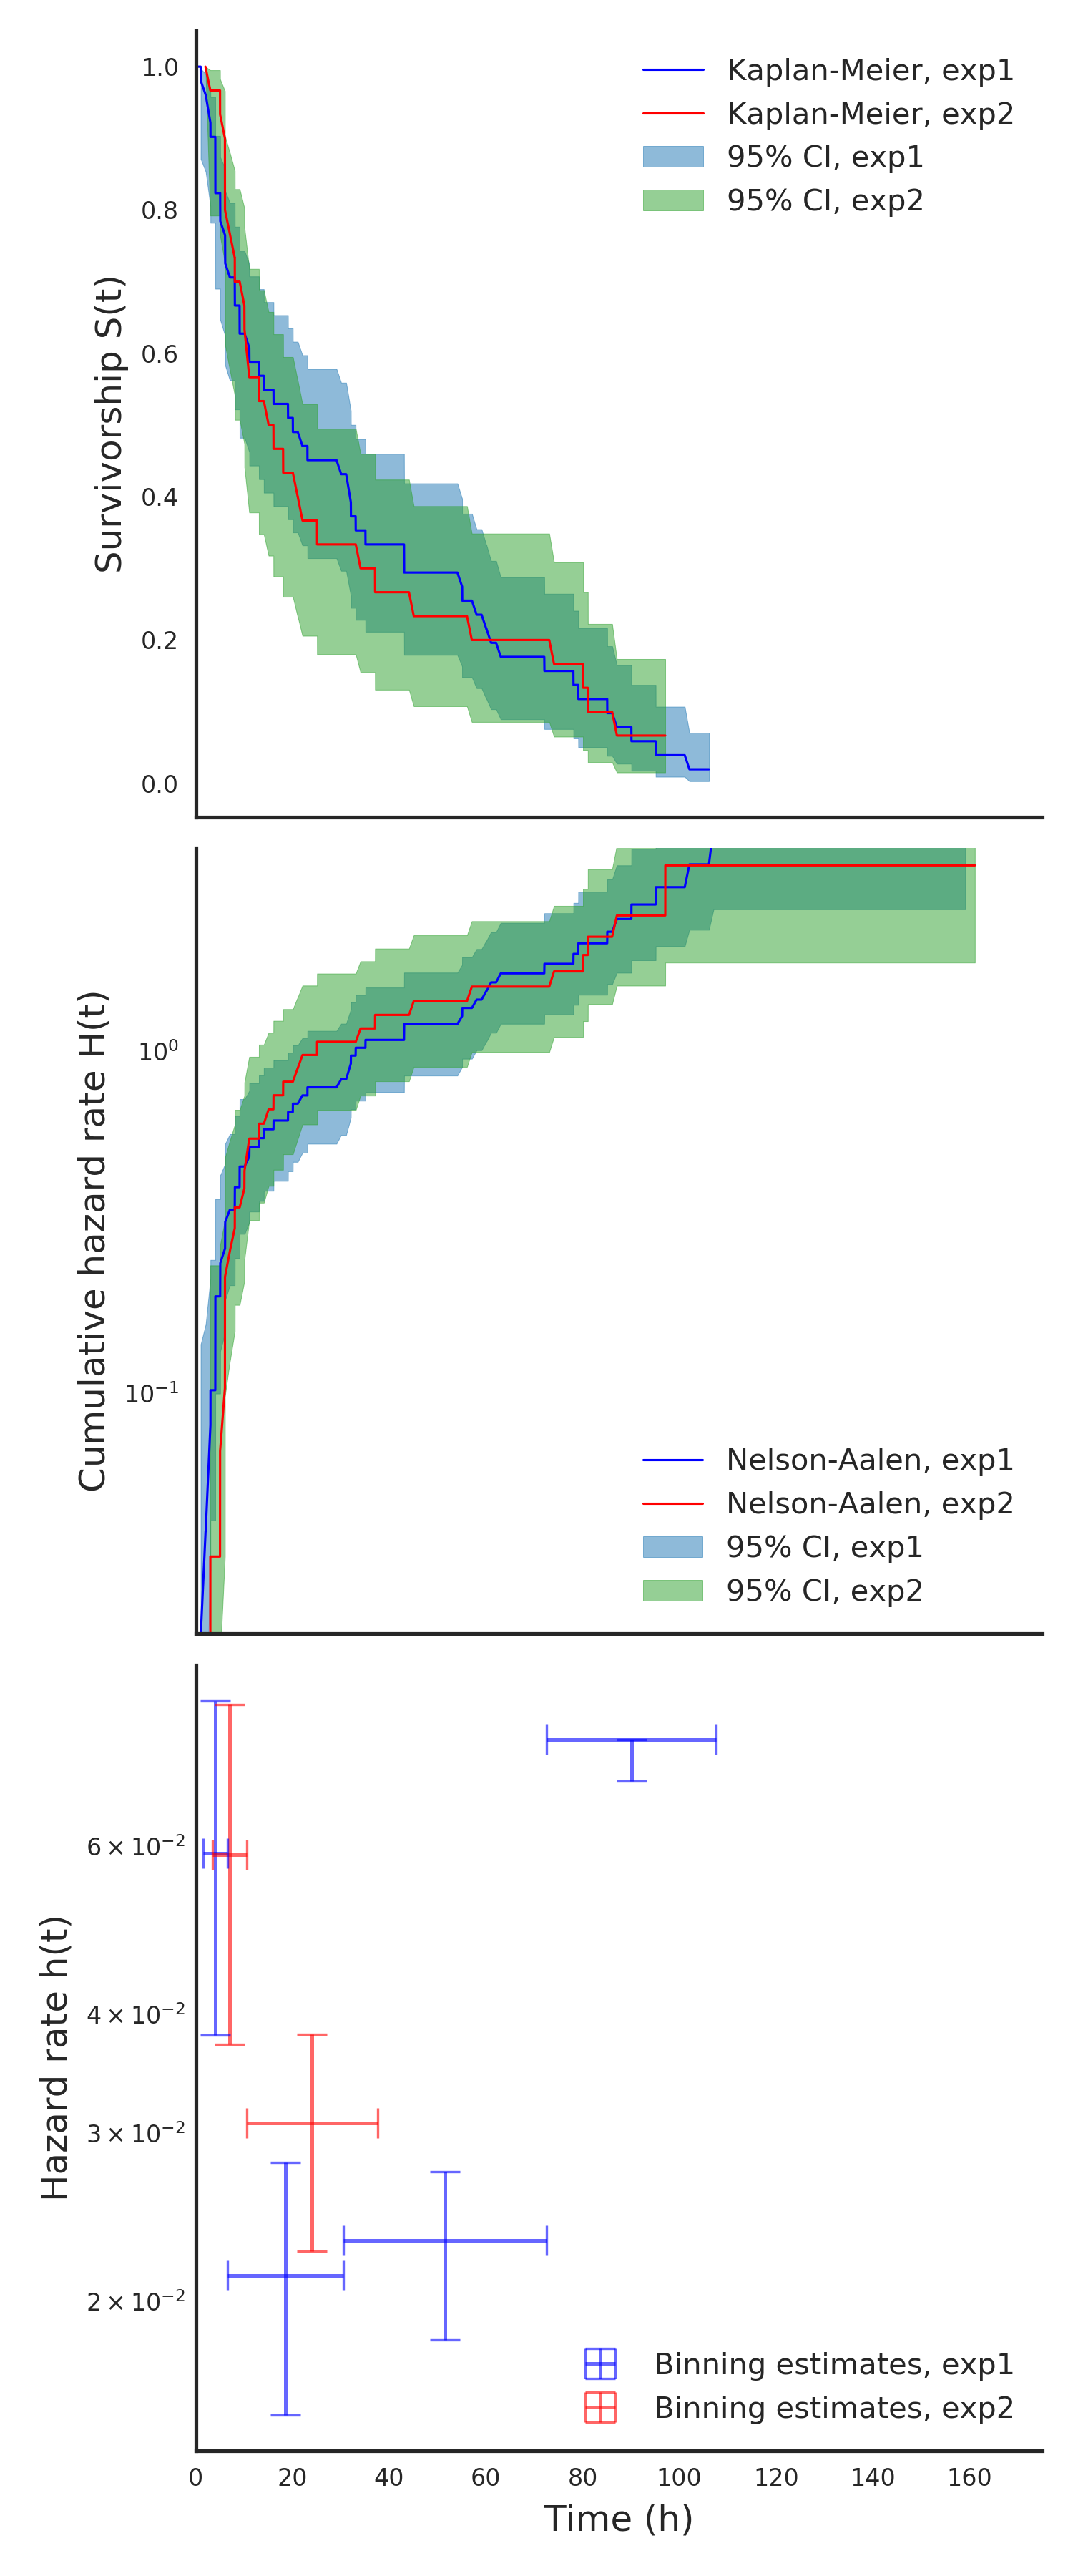 1.0
0.8
0.6
0.4
0.2
0.0
Survivorship S(t)
Kaplan-Meier, exp1
Kaplan-Meier, exp2
95% CI, exp1
95% CI, exp2
10⁰
10⁻¹
Cumulative hazard rate H(t)
Nelson-Aalen, exp1
Nelson-Aalen, exp2
95% CI, exp1
95% CI, exp2
6 × 10⁻²
4 × 10⁻²
3 × 10⁻²
2 × 10⁻²
Hazard rate h(t)
Binning estimates, exp1
Binning estimates, exp2
0 20 40 60 80 100 120 140 160
Time (h)